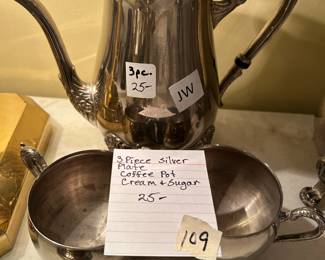 3pc.
25-
JW
3 Piece Silver
Plate
Coffee Pot
Cream & Sugar
25-
109